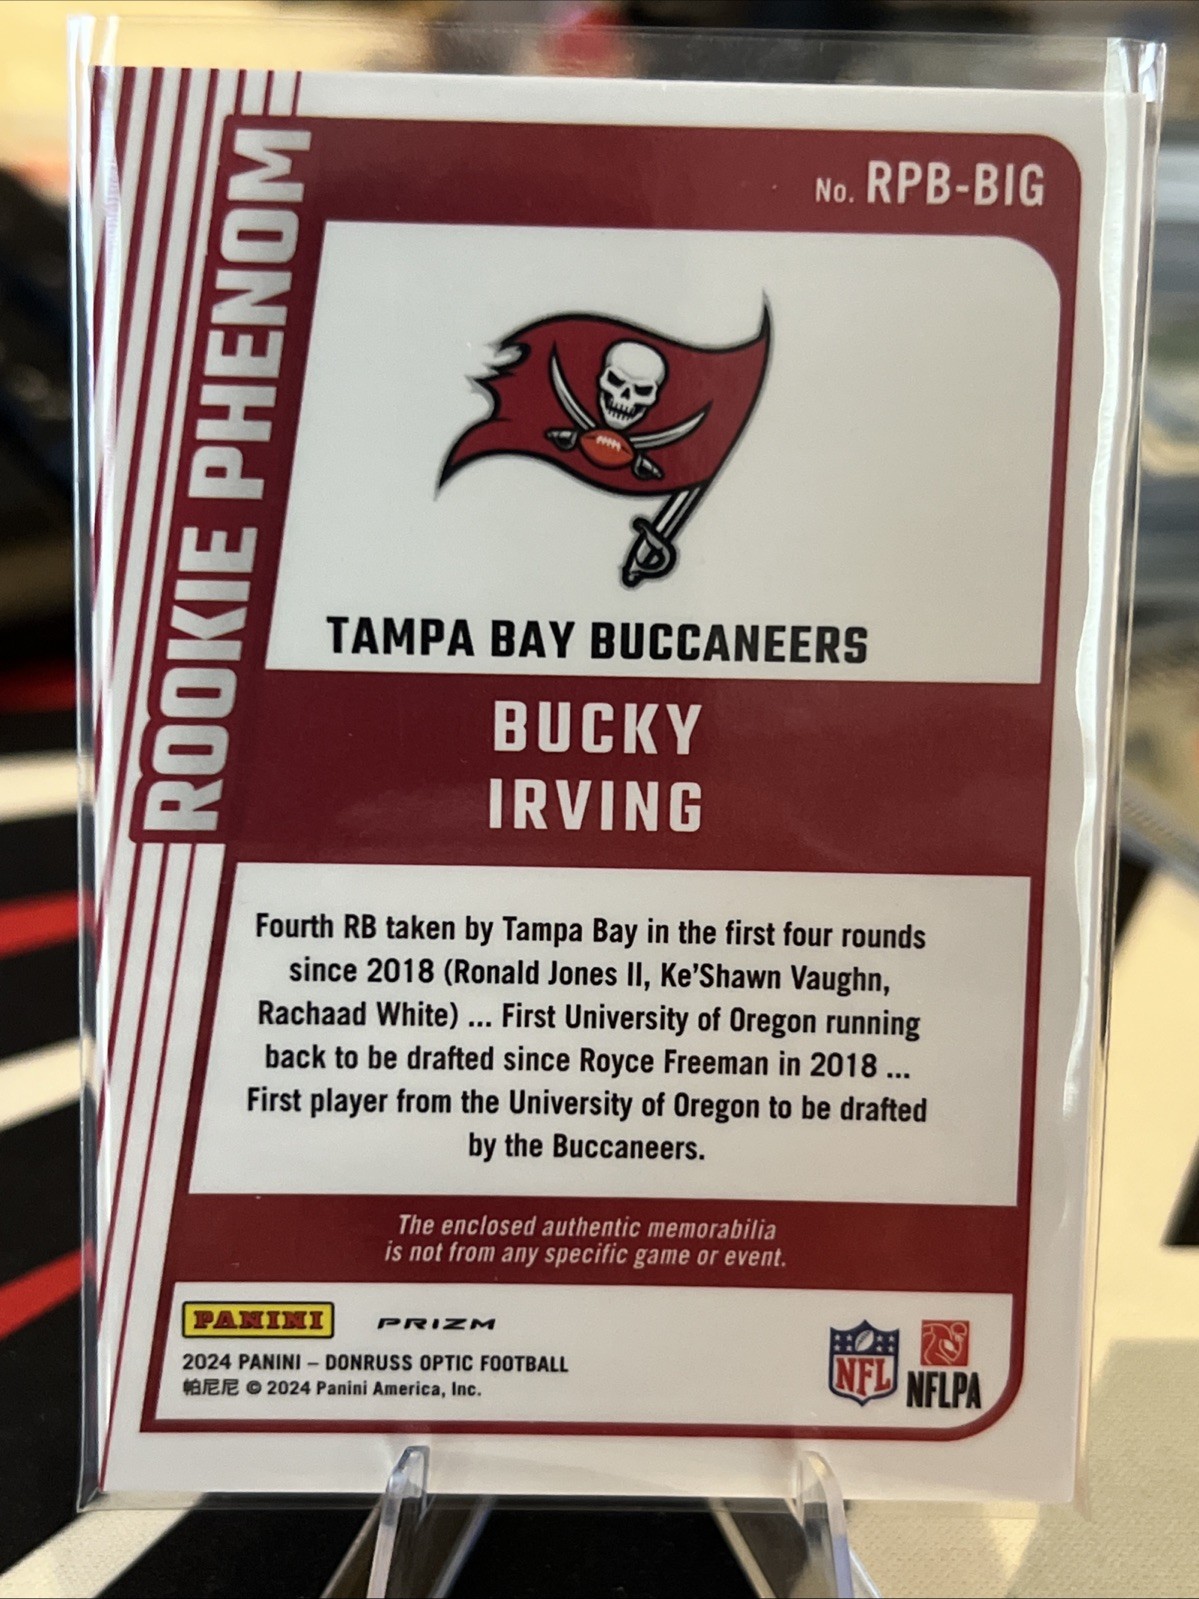 No. RPB-BIG
ROOKIE PHENOM
TAMPA BAY BUCCANEERS
BUCKY
IRVING
Fourth RB taken by Tampa Bay in the first four rounds
since 2018 (Ronald Jones II, Ke'Shawn Vaughn,
Rachaad White) ... First University of Oregon running
back to be drafted since Royce Freeman in 2018 ...
First player from the University of Oregon to be drafted
by the Buccaneers.
The enclosed authentic memorabilia
is not from any specific game or event.
PANINI PRIZM
2024 PANINI – DONRUSS OPTIC FOOTBALL
帕尼尼 © 2024 Panini America, Inc.
NFL NFLPA